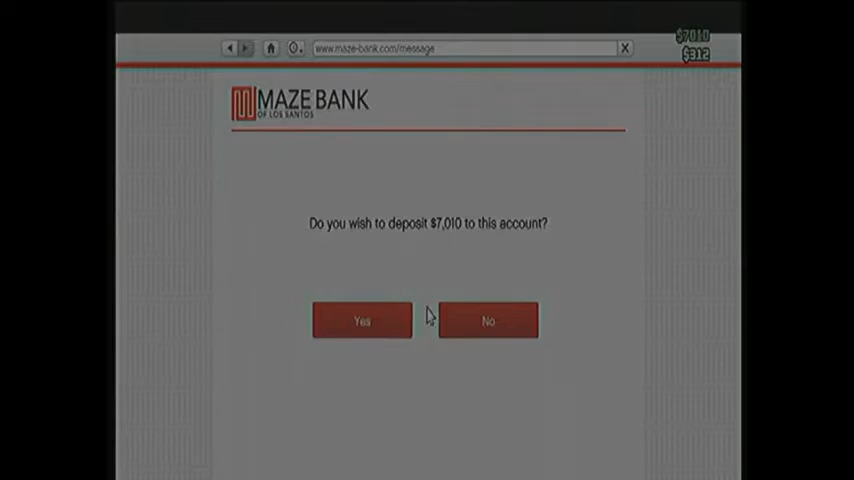 $7010
www.maze-bank.com/message
X
$312
MAZE BANK
OF LOS SANTOS
Do you wish to deposit $7,010 to this account?
Yes
No